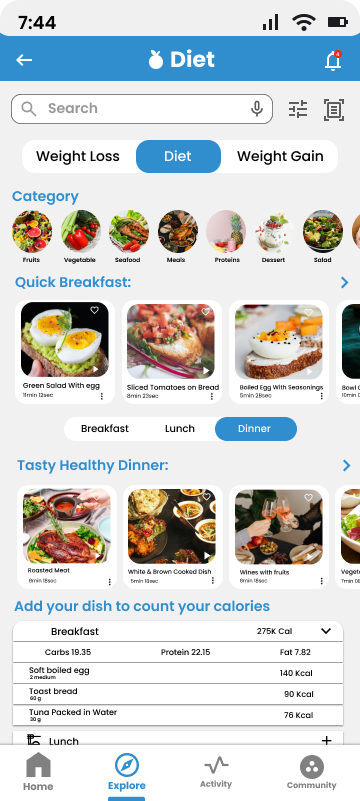 7:44
Diet
4
Search
Weight Loss Diet Weight Gain
Category
Fruits Vegetable Seafood Meals Proteins Dessert Salad
Quick Breakfast:
Green Salad With egg
11min 12sec
Sliced Tomatoes on Bread
8min 23sec
Boiled Egg With Seasonings
5min 28sec
Bowl
10min
Breakfast Lunch Dinner
Tasty Healthy Dinner:
Roasted Meat
8min 18sec
White & Brown Cooked Dish
5min 18sec
Wines with fruits
8min 18sec
Veget
7min
Add your dish to count your calories
Breakfast 275K Cal
Carbs 19.35 Protein 22.15 Fat 7.82
Soft boiled egg 140 Kcal
2 medium
Toast bread 90 Kcal
60 g
Tuna Packed in Water 76 Kcal
30 g
Lunch +
Home Explore Activity Community